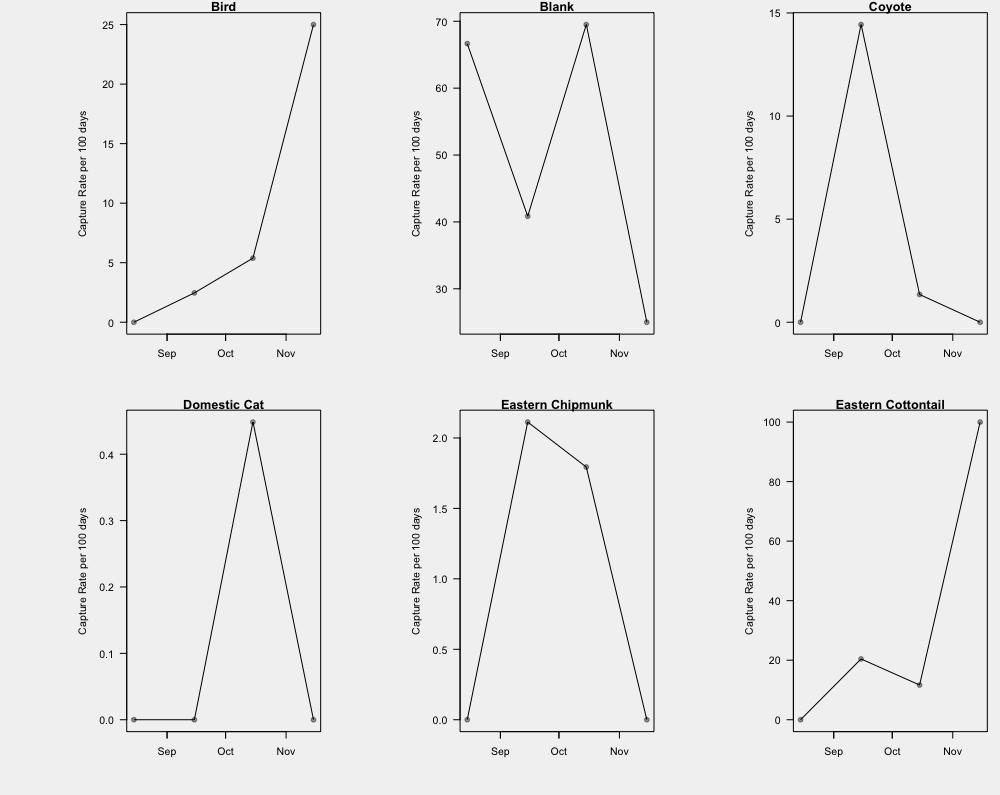 Bird
Capture Rate per 100 days
25
20
15
10
5
0
Sep Oct Nov
Blank
Capture Rate per 100 days
70
60
50
40
30
Sep Oct Nov
Coyote
Capture Rate per 100 days
15
10
5
0
Sep Oct Nov
Domestic Cat
Capture Rate per 100 days
0.4
0.3
0.2
0.1
0.0
Sep Oct Nov
Eastern Chipmunk
Capture Rate per 100 days
2.0
1.5
1.0
0.5
0.0
Sep Oct Nov
Eastern Cottontail
Capture Rate per 100 days
100
80
60
40
20
0
Sep Oct Nov